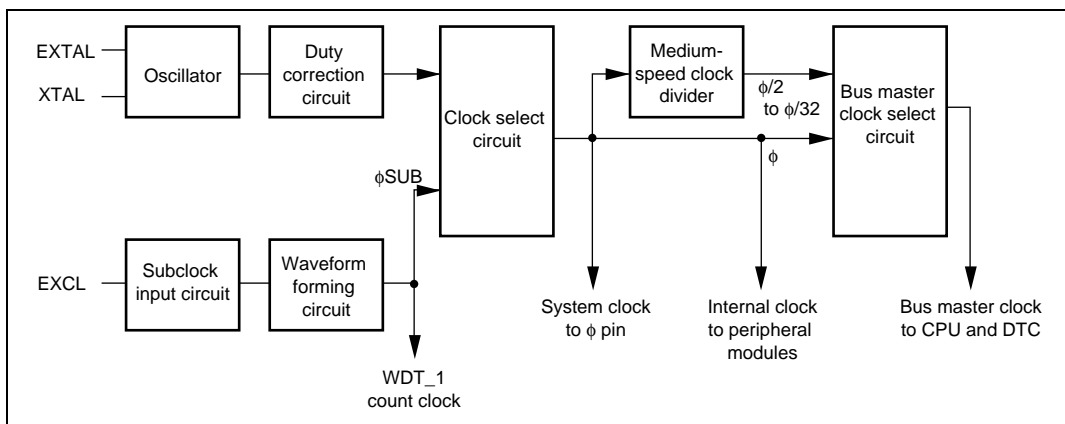 EXTAL
XTAL
Oscillator
Duty
correction
circuit
Clock select
circuit
Medium-
speed clock
divider
ϕ/2
to ϕ/32
Bus master
clock select
circuit
ϕ
ϕSUB
EXCL
Subclock
input circuit
Waveform
forming
circuit
WDT_1
count clock
System clock
to ϕ pin
Internal clock
to peripheral
modules
Bus master clock
to CPU and DTC